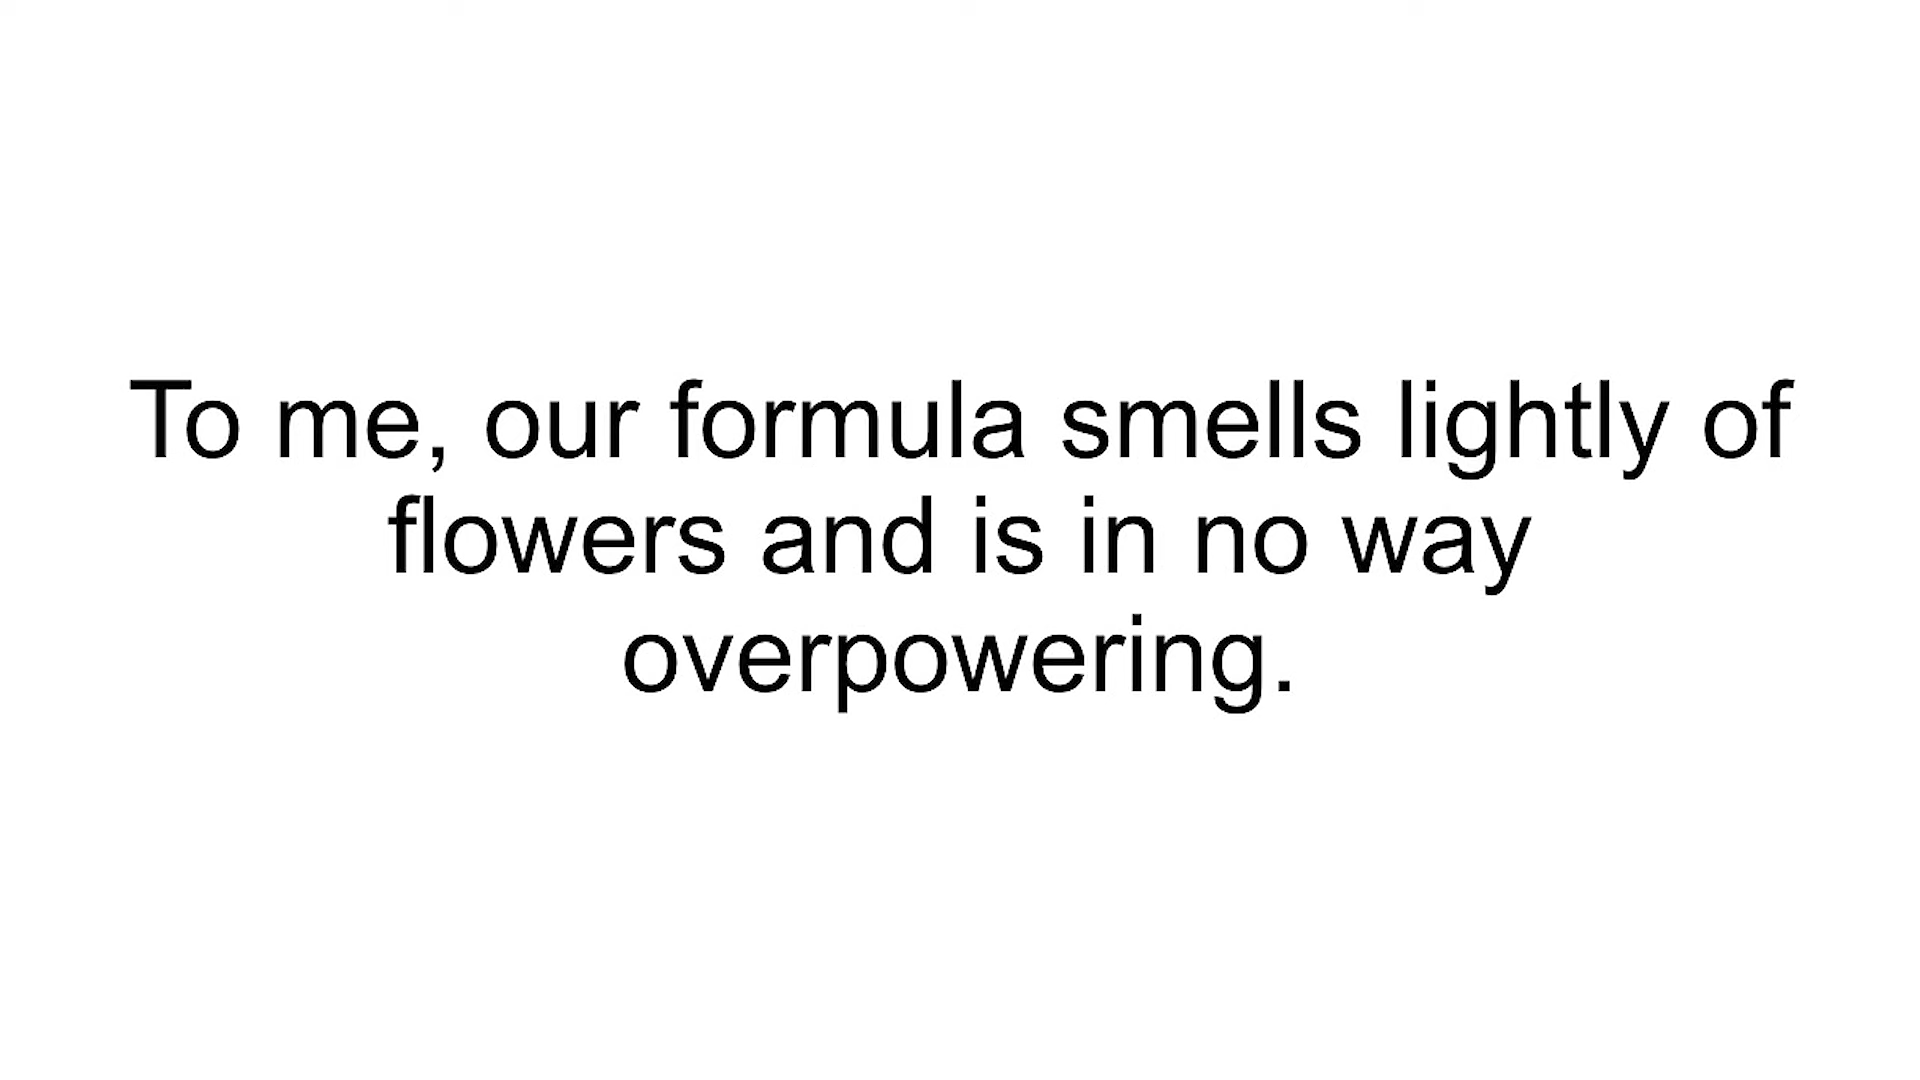 To me, our formula smells lightly of
flowers and is in no way
overpowering.